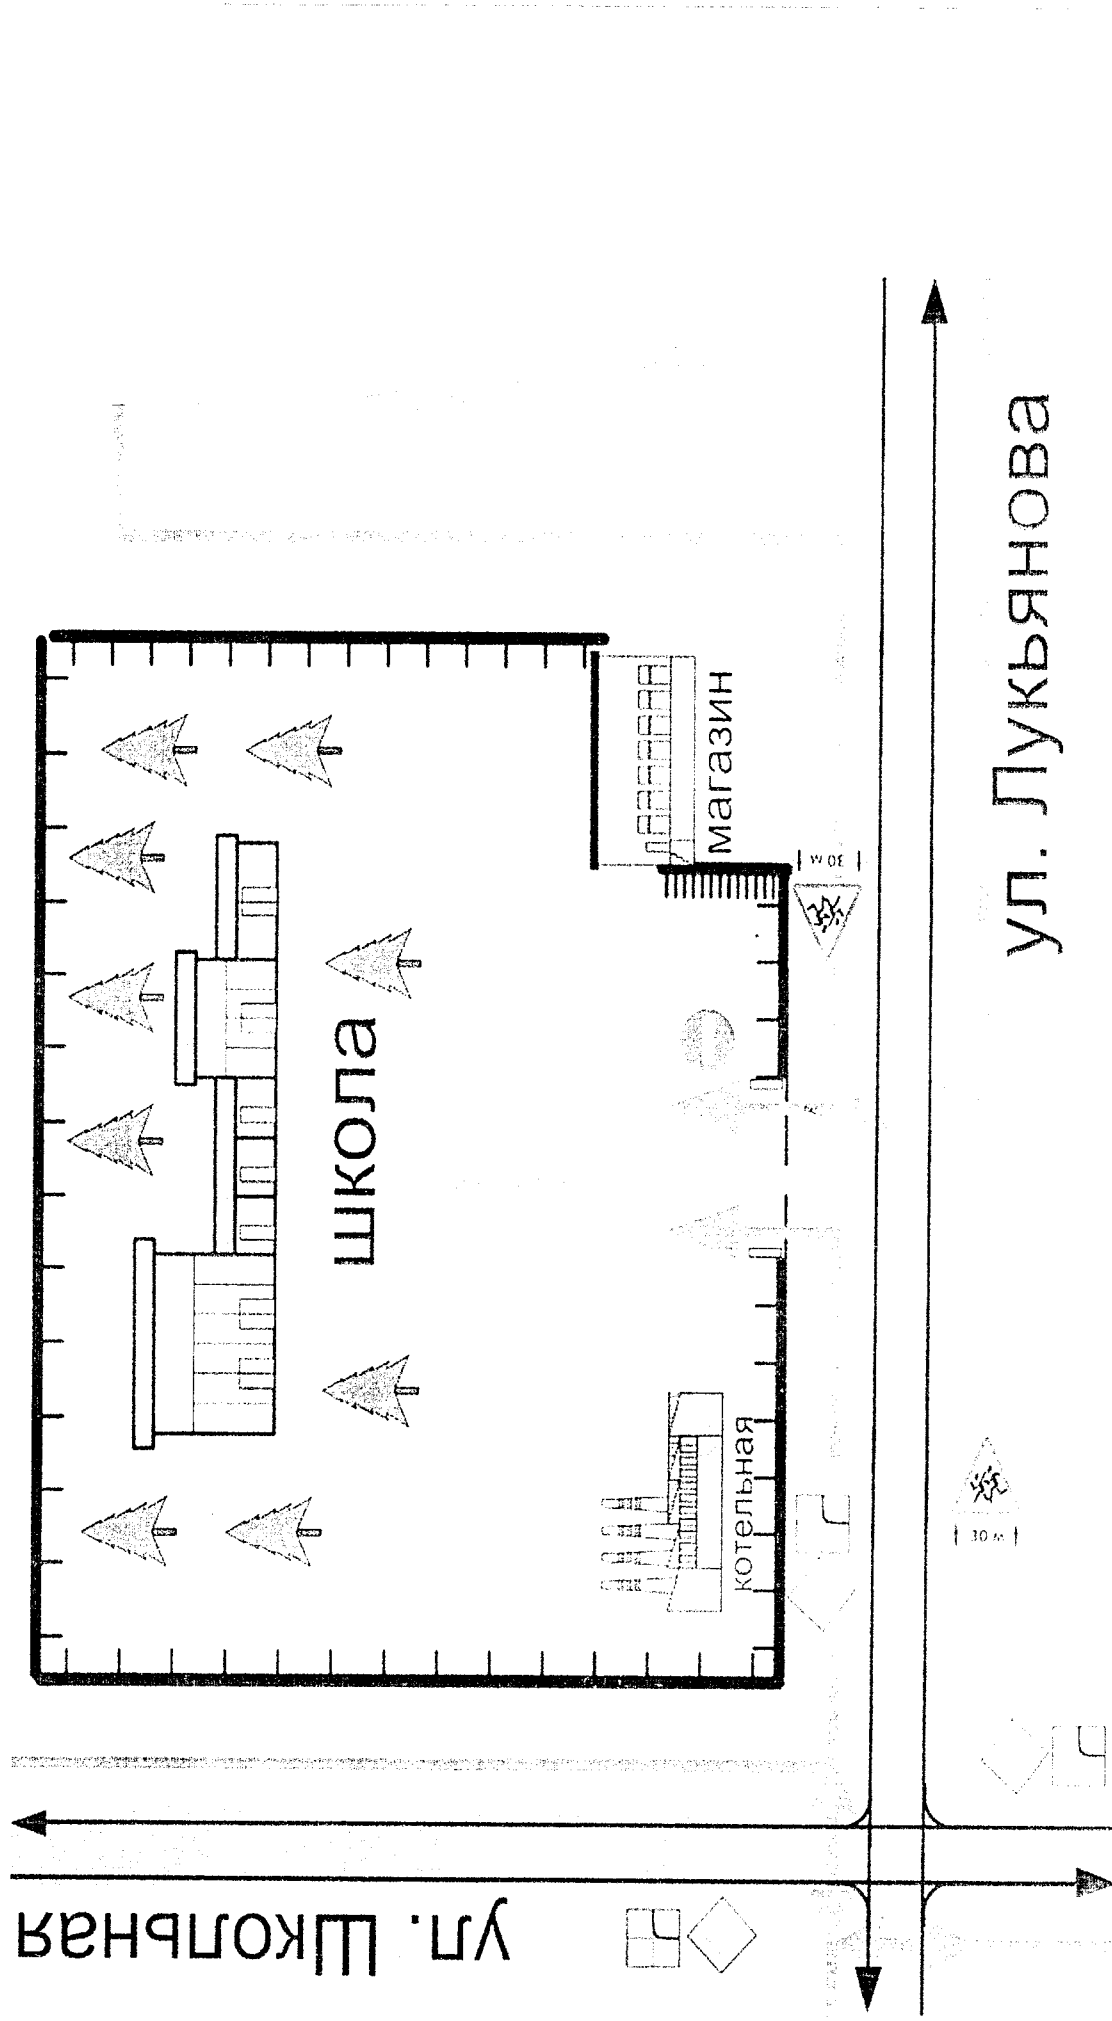 ул. Лукьянова
магазин
30 м
школа
котельная
30 м
ул. Школьная